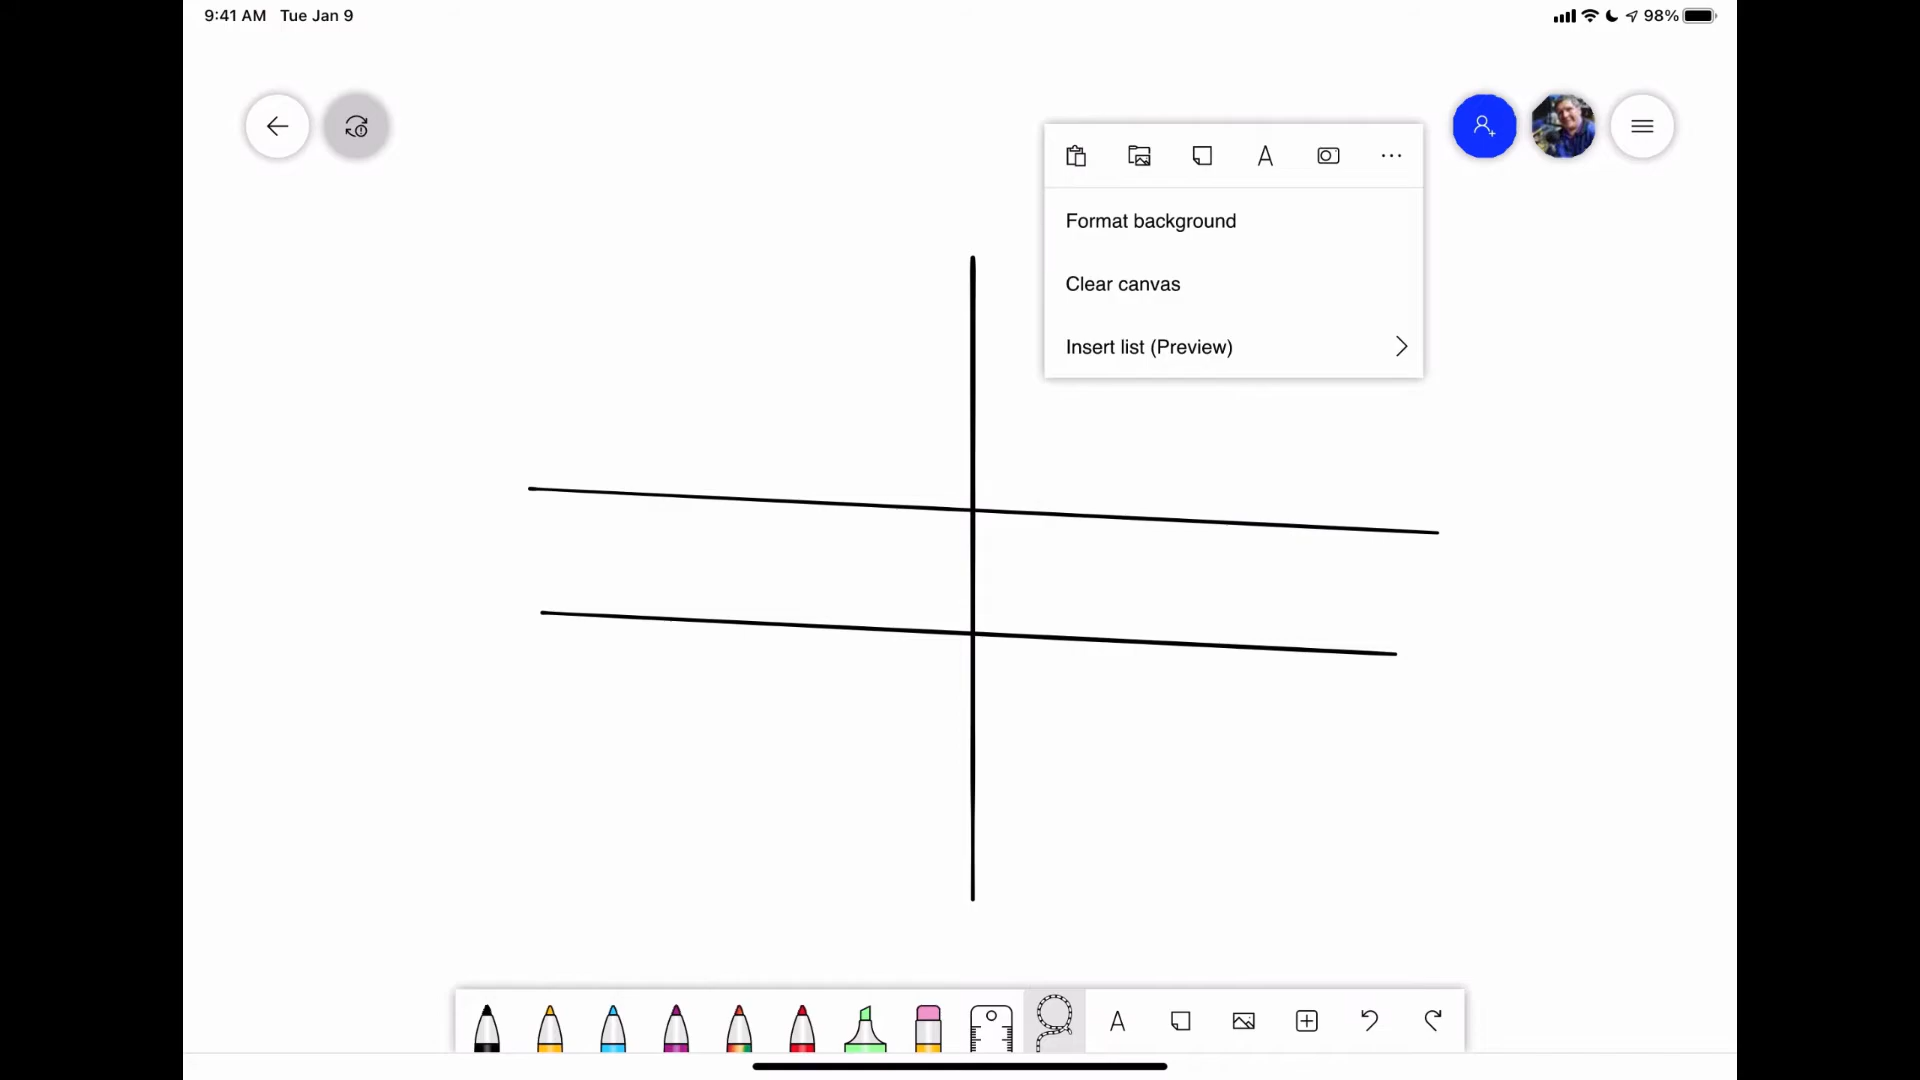 9:41 AM Tue Jan 9
98%
A
Format background
Clear canvas
Insert list (Preview)
A